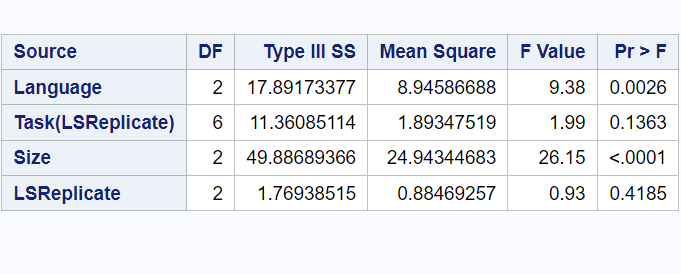 Source DF Type III SS Mean Square F Value Pr > F
Language 2 17.89173377 8.94586688 9.38 0.0026
Task(LSReplicate) 6 11.36085114 1.89347519 1.99 0.1363
Size 2 49.88689366 24.94344683 26.15 <.0001
LSReplicate 2 1.76938515 0.88469257 0.93 0.4185